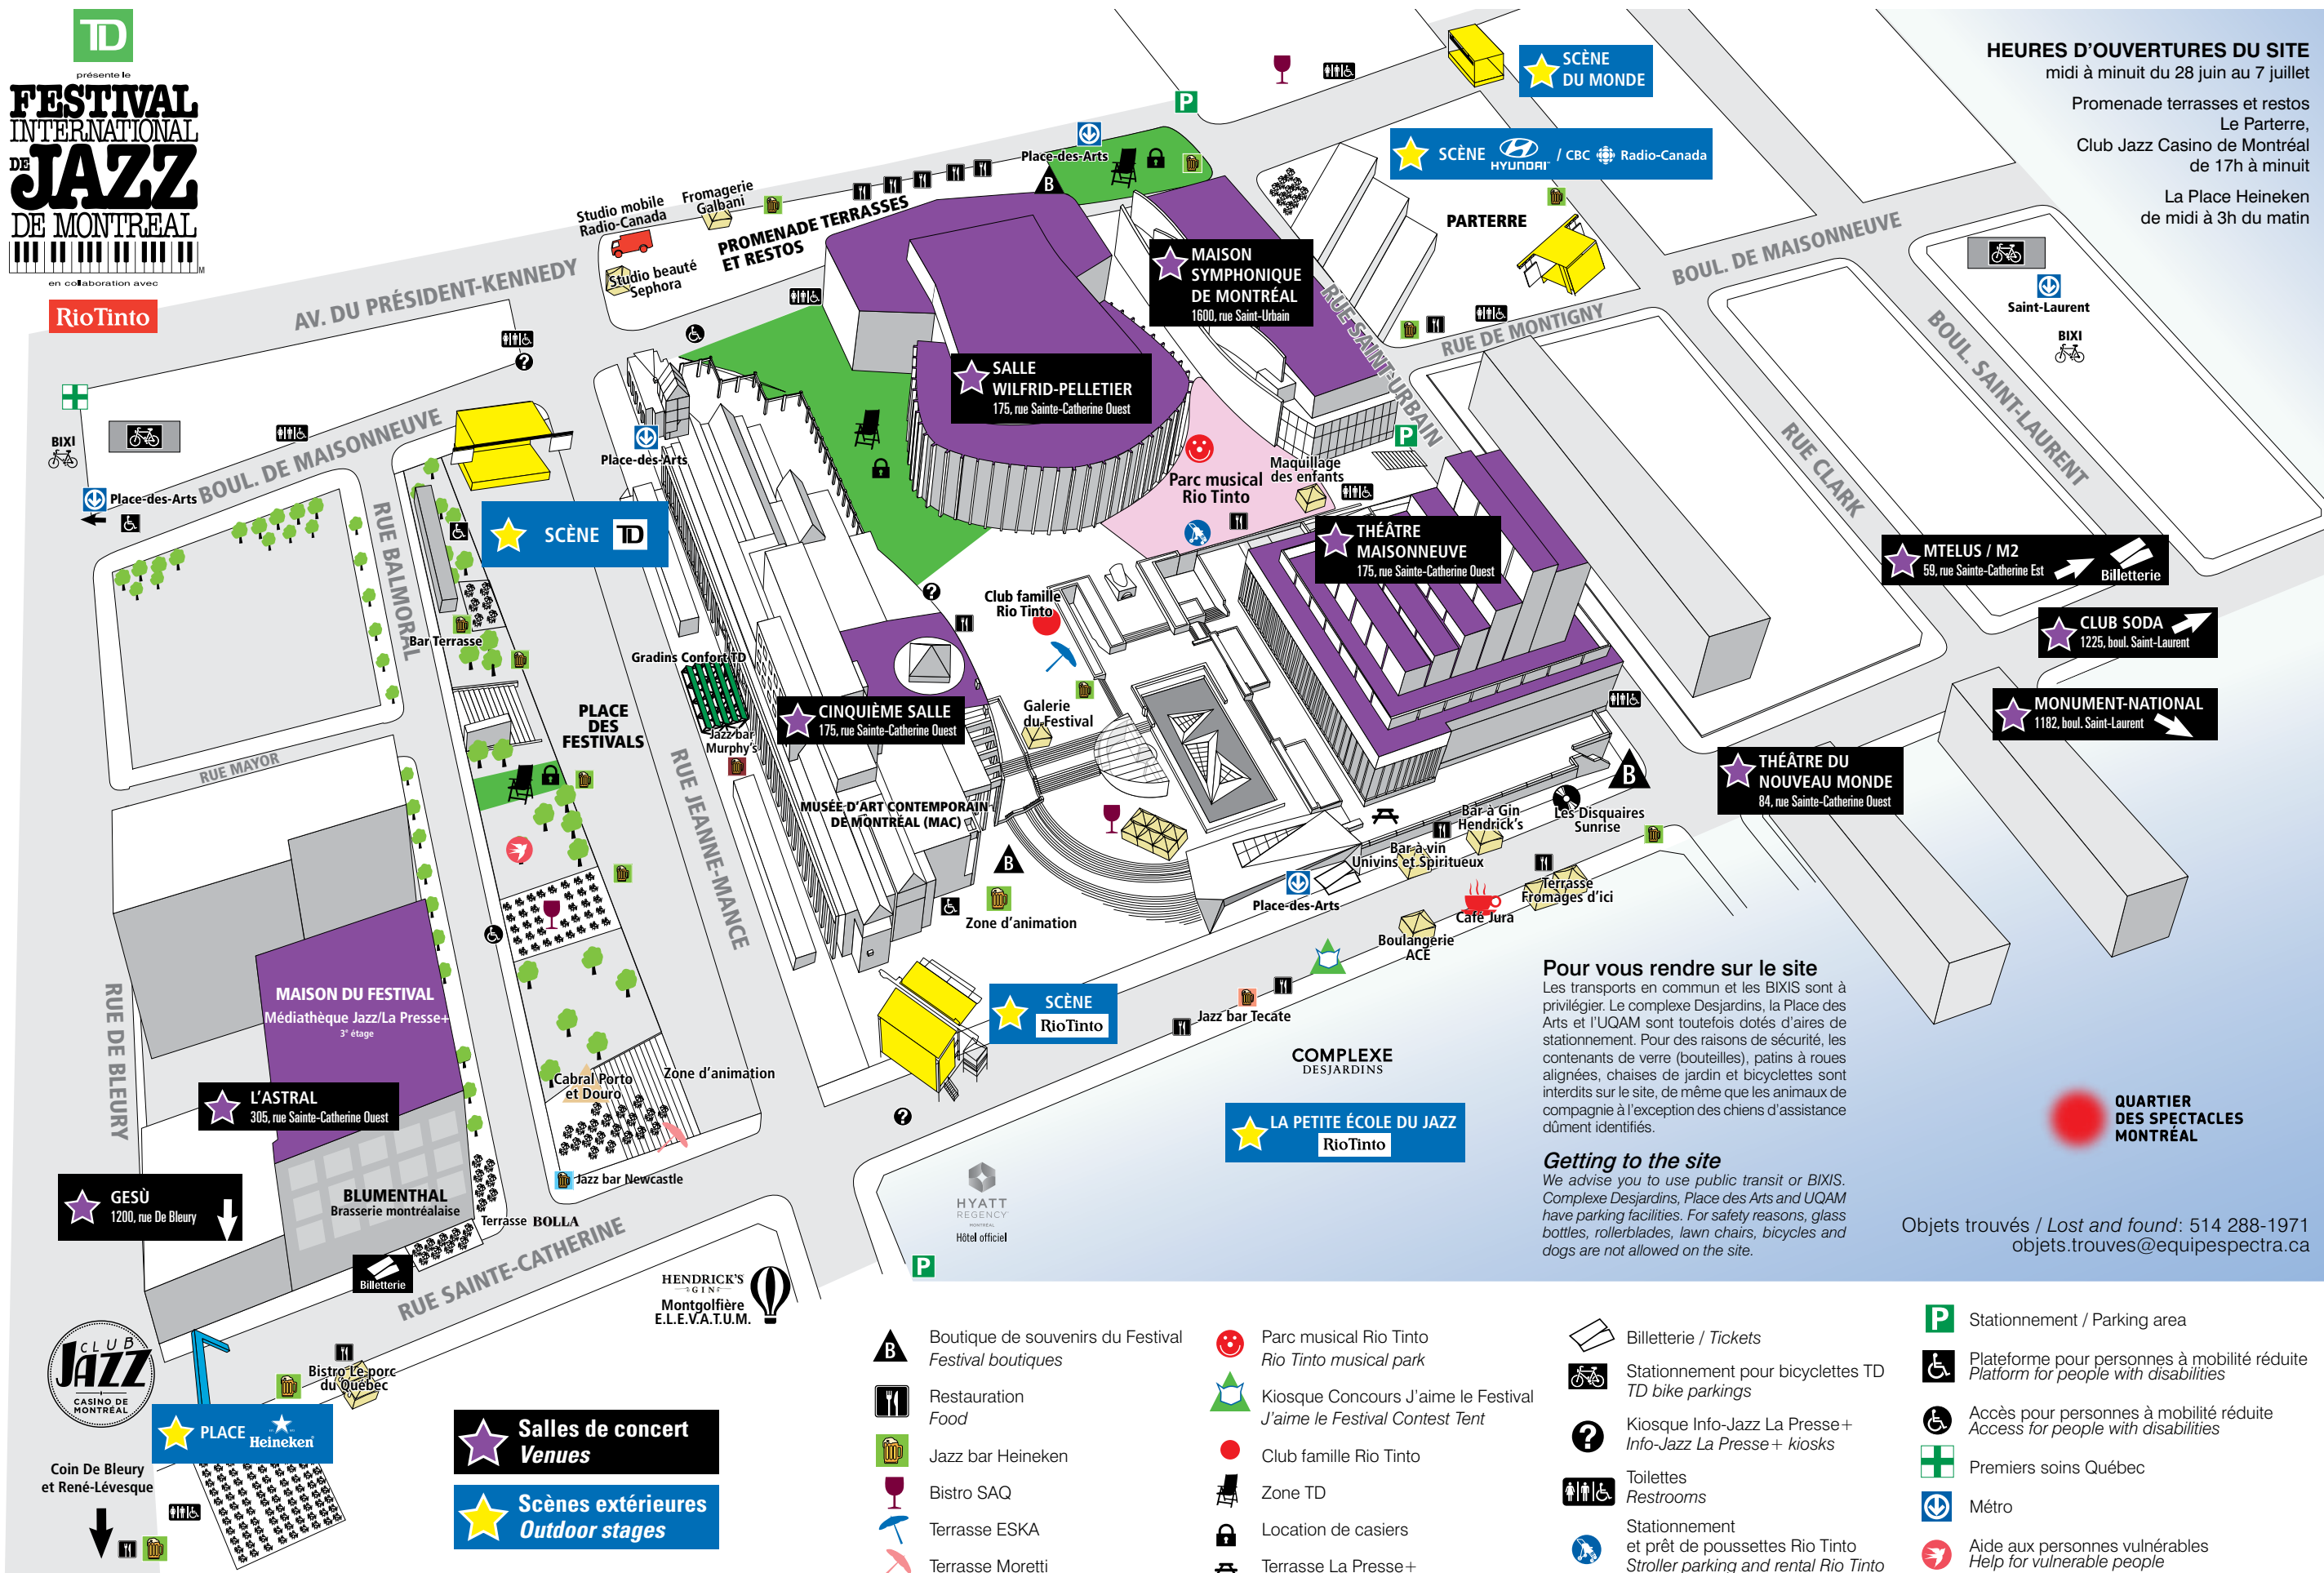 TD
présente le
FESTIVAL
INTERNATIONAL
DE JAZZ
DE MONTRÉAL
M
en collaboration avec
RioTinto
HEURES D'OUVERTURES DU SITE
midi à minuit du 28 juin au 7 juillet
Promenade terrasses et restos
Le Parterre,
Club Jazz Casino de Montréal
de 17h à minuit
La Place Heineken
de midi à 3h du matin
SCÈNE
DU MONDE
SCÈNE HYUNDAI / CBC Radio-Canada
P
Place-des-Arts
B
Studio mobile
Radio-Canada
Fromagerie
Galbani
PROMENADE TERRASSES
ET RESTOS
Studio beauté
Sephora
AV. DU PRÉSIDENT-KENNEDY
PARTERRE
BOUL. DE MAISONNEUVE
MAISON
SYMPHONIQUE
DE MONTRÉAL
1600, rue Saint-Urbain
RUE SAINT-URBAIN
RUE DE MONTIGNY
Saint-Laurent
BIXI
BOUL. SAINT-LAURENT
RUE CLARK
SALLE
WILFRID-PELLETIER
175, rue Sainte-Catherine Ouest
?
BIXI
Place-des-Arts
BOUL. DE MAISONNEUVE
RUE BALMORAL
Place-des-Arts
SCÈNE TD
P
Parc musical
Rio Tinto
Maquillage
des enfants
THÉÂTRE
MAISONNEUVE
175, rue Sainte-Catherine Ouest
MTELUS / M2
59, rue Sainte-Catherine Est
Billetterie
CLUB SODA
1225, boul. Saint-Laurent
MONUMENT-NATIONAL
1182, boul. Saint-Laurent
THÉÂTRE DU
NOUVEAU MONDE
84, rue Sainte-Catherine Ouest
?
Club famille
Rio Tinto
Bar Terrasse
Gradins Confort TD
CINQUIÈME SALLE
175, rue Sainte-Catherine Ouest
Galerie
du Festival
PLACE
DES
FESTIVALS
Jazz bar
Murphy's
RUE MAYOR
RUE JEANNE-MANCE
MUSÉE D'ART CONTEMPORAIN
DE MONTRÉAL (MAC)
B
B
Zone d'animation
Bar à Gin
Hendrick's
Les Disquaires
Sunrise
Bar à vin
Univins et Spiritueux
Terrasse
Fromages d'ici
Place-des-Arts
Café Jura
Boulangerie
ACE
Jazz bar Tecate
SCÈNE
RioTinto
COMPLEXE
DESJARDINS
LA PETITE ÉCOLE DU JAZZ
RioTinto
?
RUE DE BLEURY
MAISON DU FESTIVAL
Médiathèque Jazz/La Presse+
3e étage
L'ASTRAL
305, rue Sainte-Catherine Ouest
Cabral Porto
et Douro
Zone d'animation
Jazz bar Newcastle
GESÙ
1200, rue De Bleury
BLUMENTHAL
Brasserie montréalaise
Terrasse BOLLA
Billetterie
RUE SAINTE-CATHERINE
HYATT
REGENCY
MONTRÉAL
Hôtel officiel
P
HENDRICK'S
GIN
Montgolfière
E.L.E.V.A.T.U.M.
CLUB
JAZZ
CASINO DE
MONTRÉAL
Bistro Le porc
du Québec
PLACE Heineken
Coin De Bleury
et René-Lévesque
Pour vous rendre sur le site
Les transports en commun et les BIXIS sont à
privilégier. Le complexe Desjardins, la Place des
Arts et l'UQAM sont toutefois dotés d'aires de
stationnement. Pour des raisons de sécurité, les
contenants de verre (bouteilles), patins à roues
alignées, chaises de jardin et bicyclettes sont
interdits sur le site, de même que les animaux de
compagnie à l'exception des chiens d'assistance
dûment identifiés.
Getting to the site
We advise you to use public transit or BIXIS.
Complexe Desjardins, Place des Arts and UQAM
have parking facilities. For safety reasons, glass
bottles, rollerblades, lawn chairs, bicycles and
dogs are not allowed on the site.
QUARTIER
DES SPECTACLES
MONTRÉAL
Objets trouvés / Lost and found: 514 288-1971
objets.trouves@equipespectra.ca
Salles de concert
Venues
Scènes extérieures
Outdoor stages
B
Boutique de souvenirs du Festival
Festival boutiques
Restauration
Food
Jazz bar Heineken
Bistro SAQ
Terrasse ESKA
Terrasse Moretti
Parc musical Rio Tinto
Rio Tinto musical park
Kiosque Concours J'aime le Festival
J'aime le Festival Contest Tent
Club famille Rio Tinto
Zone TD
Location de casiers
Terrasse La Presse+
Billetterie / Tickets
Stationnement pour bicyclettes TD
TD bike parkings
?
Kiosque Info-Jazz La Presse+
Info-Jazz La Presse+ kiosks
Toilettes
Restrooms
Stationnement
et prêt de poussettes Rio Tinto
Stroller parking and rental Rio Tinto
P
Stationnement / Parking area
Plateforme pour personnes à mobilité réduite
Platform for people with disabilities
Accès pour personnes à mobilité réduite
Access for people with disabilities
Premiers soins Québec
Métro
Aide aux personnes vulnérables
Help for vulnerable people